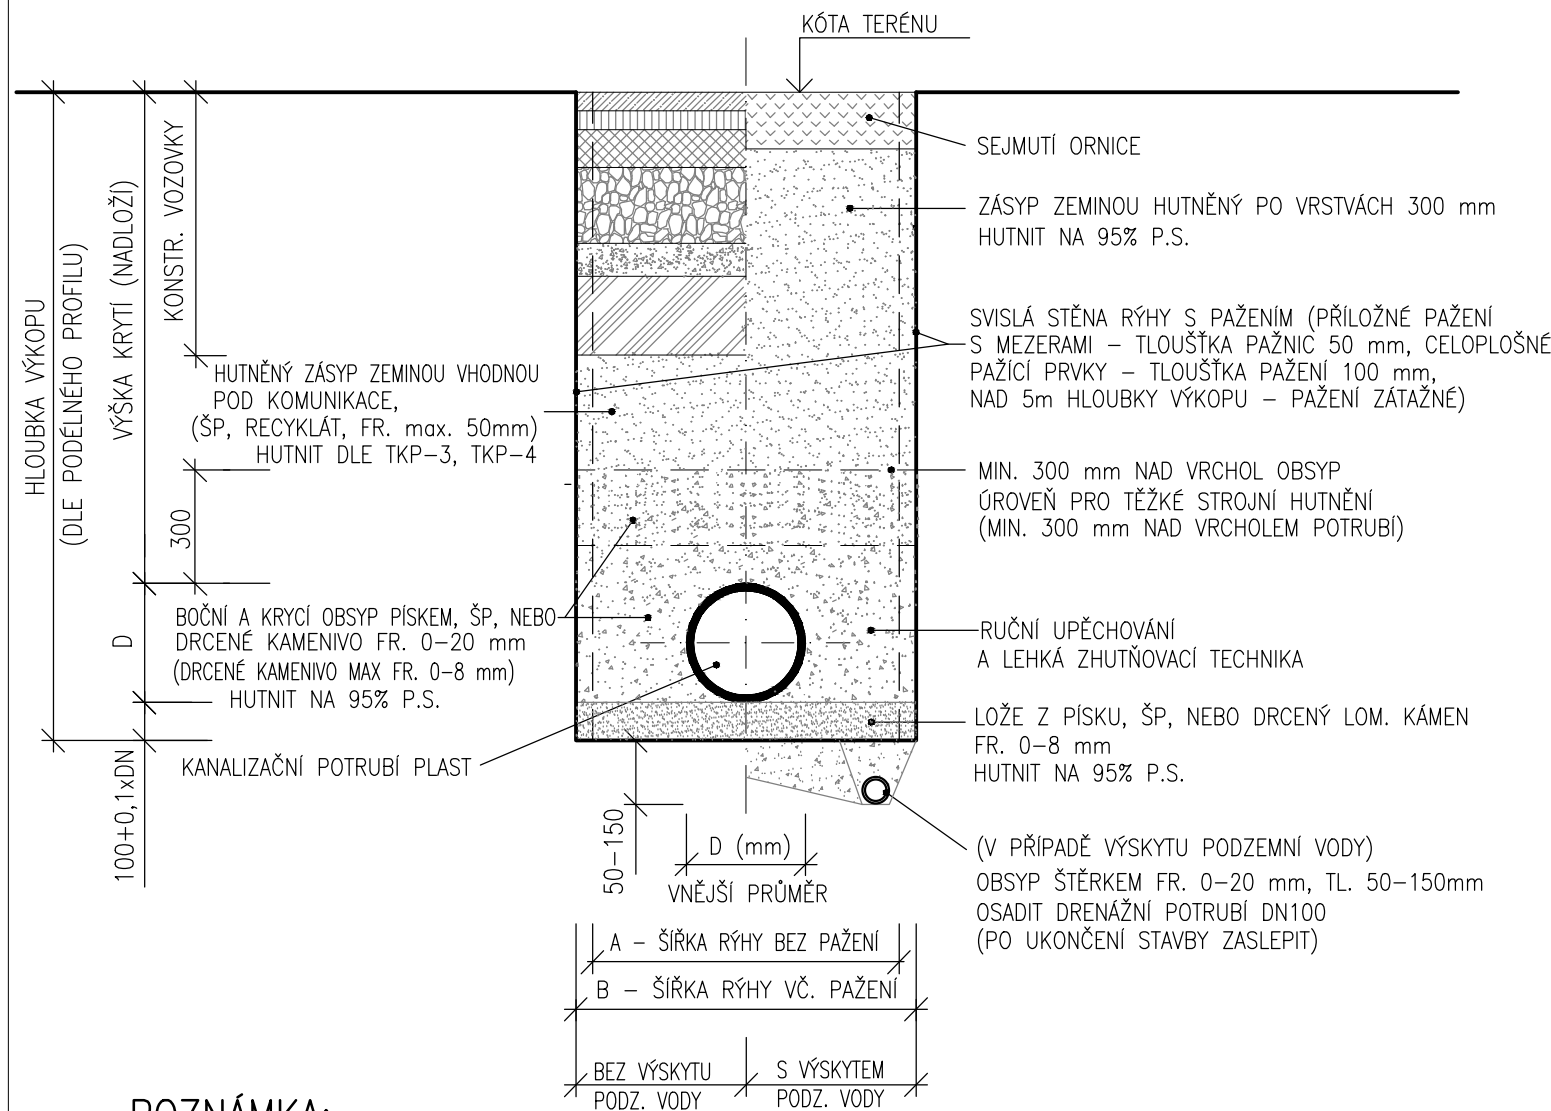 KÓTA TERÉNU
HLOUBKA VÝKOPU
(DLE PODÉLNÉHO PROFILU)
VÝŠKA KRYTÍ (NADLOŽÍ)
KONSTR. VOZOVKY
SEJMUTÍ ORNICE
ZÁSYP ZEMINOU HUTNĚNÝ PO VRSTVÁCH 300 mm
HUTNIT NA 95% P.S.
SVISLÁ STĚNA RÝHY S PAŽENÍM (PŘÍLOŽNÉ PAŽENÍ
S MEZERAMI – TLOUŠŤKA PAŽNIC 50 mm, CELOPLOŠNÉ
PAŽÍCÍ PRVKY – TLOUŠŤKA PAŽENÍ 100 mm,
NAD 5m HLOUBKY VÝKOPU – PAŽENÍ ZÁTAŽNÉ)
HUTNĚNÝ ZÁSYP ZEMINOU VHODNOU
POD KOMUNIKACE,
(ŠP, RECYKLÁT, FR. max. 50mm)
HUTNIT DLE TKP–3, TKP–4
MIN. 300 mm NAD VRCHOL OBSYP
ÚROVEŇ PRO TĚŽKÉ STROJNÍ HUTNĚNÍ
(MIN. 300 mm NAD VRCHOLEM POTRUBÍ)
300
D
BOČNÍ A KRYCÍ OBSYP PÍSKEM, ŠP, NEBO
DRCENÉ KAMENIVO FR. 0–20 mm
(DRCENÉ KAMENIVO MAX FR. 0–8 mm)
HUTNIT NA 95% P.S.
RUČNÍ UPĚCHOVÁNÍ
A LEHKÁ ZHUTŇOVACÍ TECHNIKA
LOŽE Z PÍSKU, ŠP, NEBO DRCENÝ LOM. KÁMEN
FR. 0–8 mm
HUTNIT NA 95% P.S.
KANALIZAČNÍ POTRUBÍ PLAST
100+0,1xDN
50–150
D (mm)
VNĚJŠÍ PRŮMĚR
(V PŘÍPADĚ VÝSKYTU PODZEMNÍ VODY)
OBSYP ŠTĚRKEM FR. 0–20 mm, TL. 50–150mm
OSADIT DRENÁŽNÍ POTRUBÍ DN100
(PO UKONČENÍ STAVBY ZASLEPIT)
A – ŠÍŘKA RÝHY BEZ PAŽENÍ
B – ŠÍŘKA RÝHY VČ. PAŽENÍ
BEZ VÝSKYTU
PODZ. VODY
S VÝSKYTEM
PODZ. VODY
POZNÁMKA: